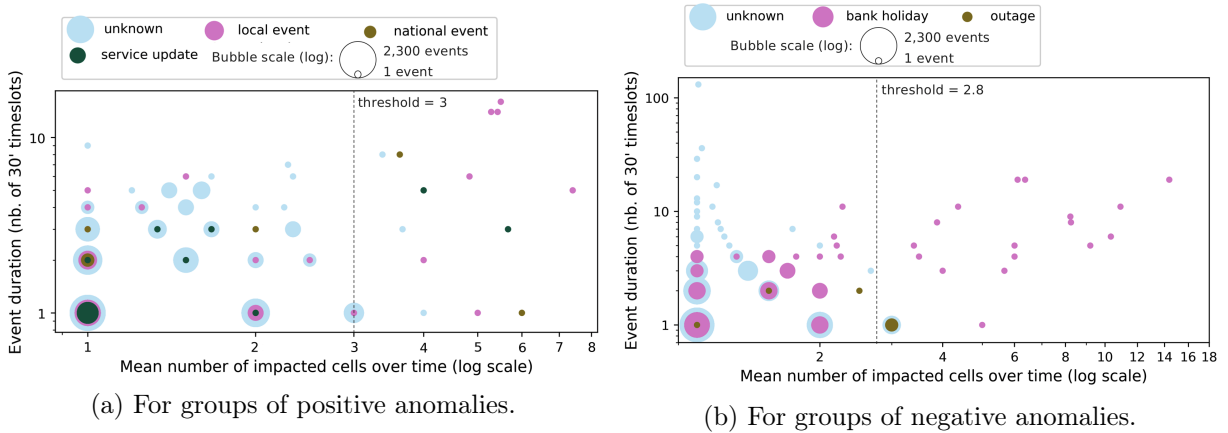 unknown
local event
national event
service update
Bubble scale (log):
2,300 events
1 event
threshold = 3
Event duration (nb. of 30' timeslots)
10
1
1
2
3
4
5
6
7
8
Mean number of impacted cells over time (log scale)
(a) For groups of positive anomalies.
unknown
bank holiday
outage
Bubble scale (log):
2,300 events
1 event
threshold = 2.8
Event duration (nb. of 30' timeslots)
100
10
1
2
4
6
8
10
12
14
16
18
Mean number of impacted cells over time (log scale)
(b) For groups of negative anomalies.